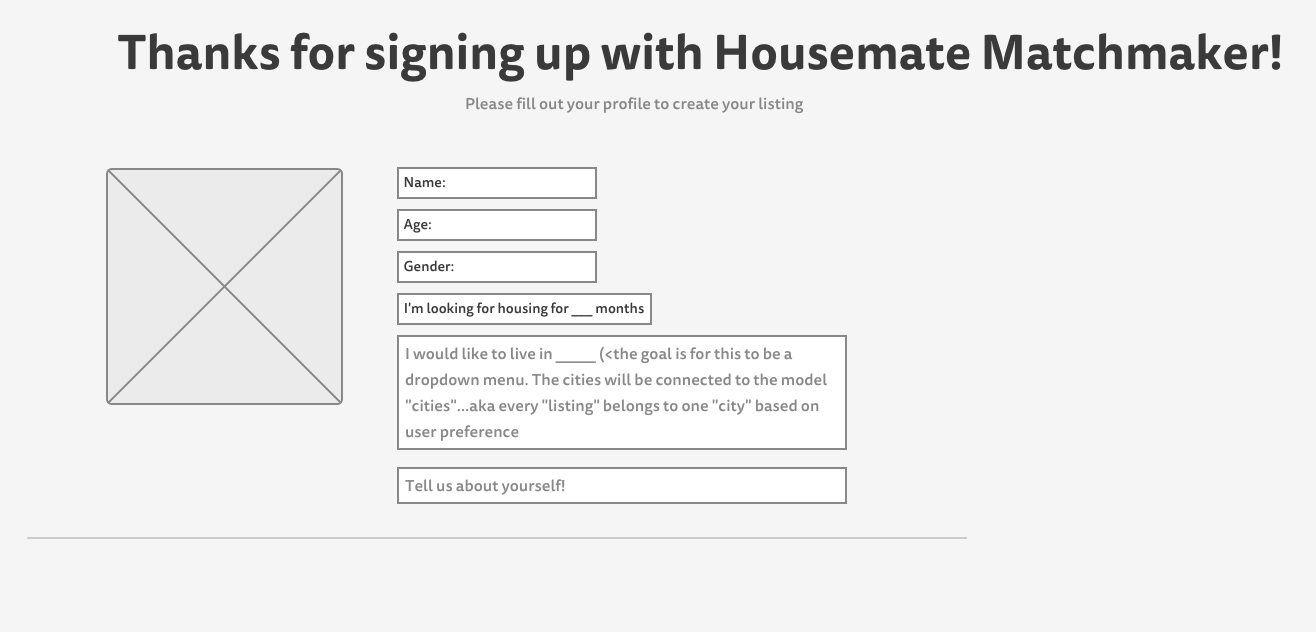 Thanks for signing up with Housemate Matchmaker!
Please fill out your profile to create your listing
Name:
Age:
Gender:
I'm looking for housing for ___ months
I would like to live in _____ (<the goal is for this to be a
dropdown menu. The cities will be connected to the model
"cities"...aka every "listing" belongs to one "city" based on
user preference
Tell us about yourself!